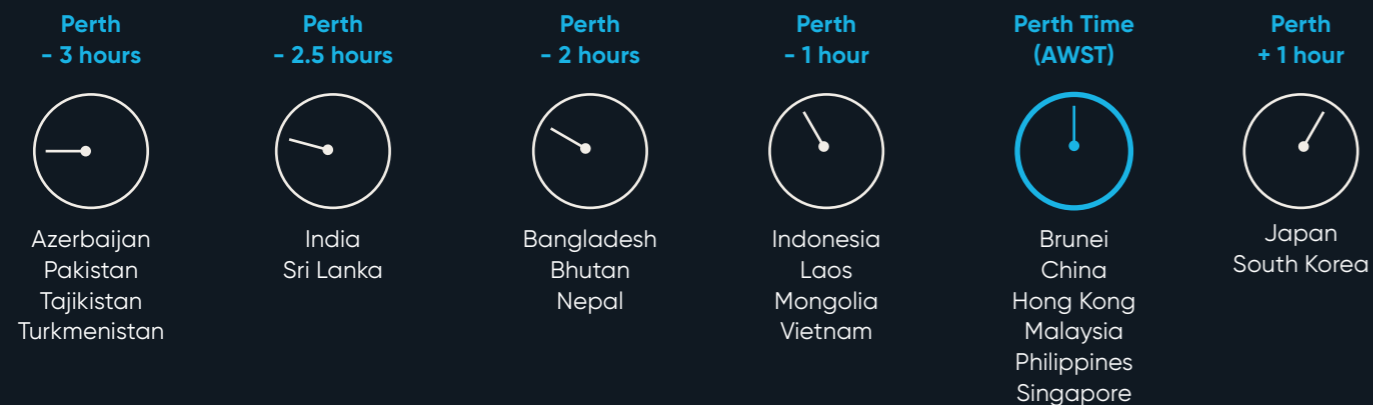 Perth
- 3 hours
Azerbaijan
Pakistan
Tajikistan
Turkmenistan
Perth
- 2.5 hours
India
Sri Lanka
Perth
- 2 hours
Bangladesh
Bhutan
Nepal
Perth
- 1 hour
Indonesia
Laos
Mongolia
Vietnam
Perth Time
(AWST)
Brunei
China
Hong Kong
Malaysia
Philippines
Singapore
Perth
+ 1 hour
Japan
South Korea